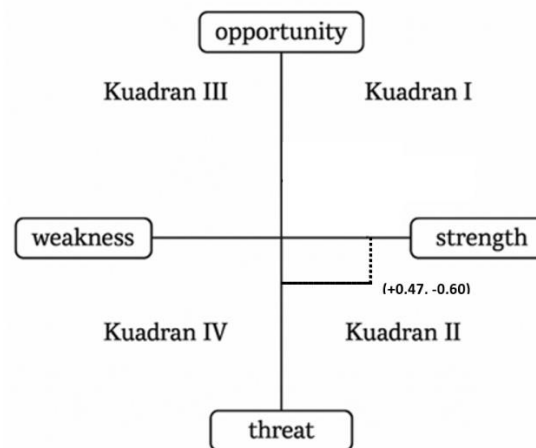 opportunity
Kuadran III
Kuadran I
weakness
strength
(+0.47, -0.60)
Kuadran IV
Kuadran II
threat